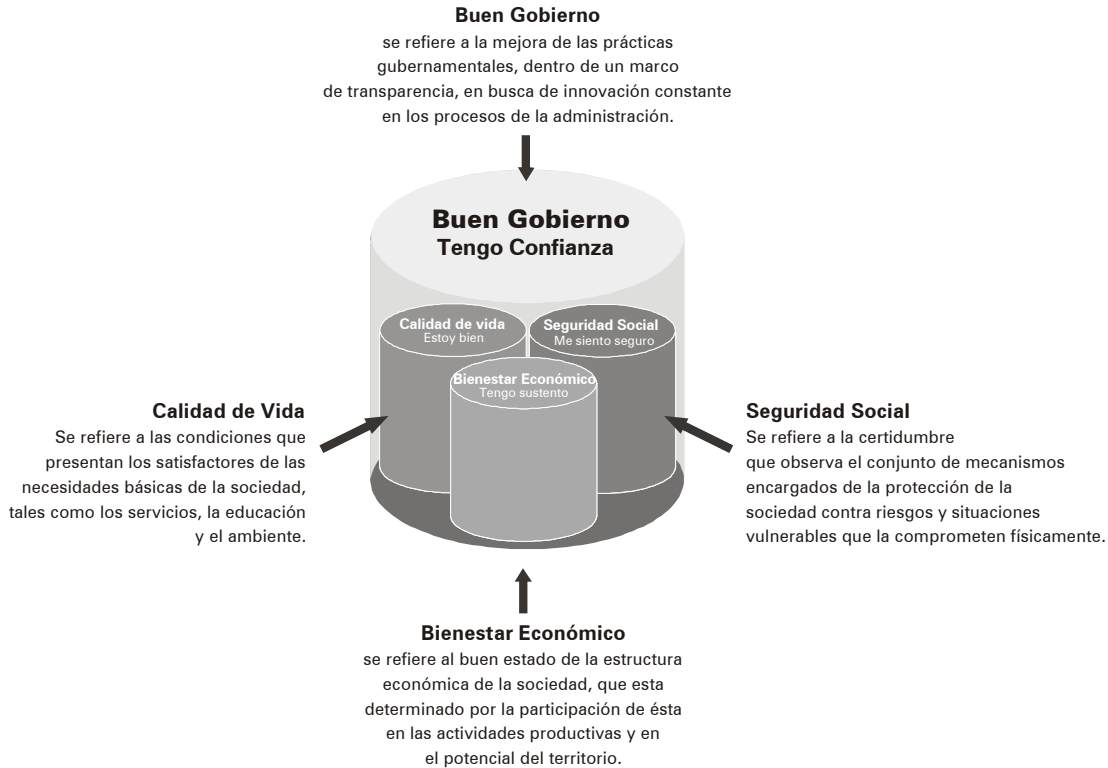 Buen Gobierno
se refiere a la mejora de las prácticas
gubernamentales, dentro de un marco
de transparencia, en busca de innovación constante
en los procesos de la administración.
Buen Gobierno
Tengo Confianza
Calidad de vida
Estoy bien
Seguridad Social
Me siento seguro
Bienestar Económico
Tengo sustento
Calidad de Vida
Se refiere a las condiciones que
presentan los satisfactores de las
necesidades básicas de la sociedad,
tales como los servicios, la educación
y el ambiente.
Seguridad Social
Se refiere a la certidumbre
que observa el conjunto de mecanismos
encargados de la protección de la
sociedad contra riesgos y situaciones
vulnerables que la comprometen físicamente.
Bienestar Económico
se refiere al buen estado de la estructura
económica de la sociedad, que esta
determinado por la participación de ésta
en las actividades productivas y en
el potencial del territorio.